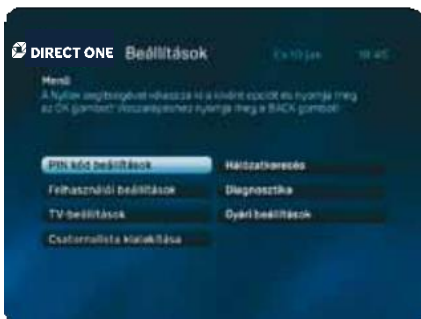 DIRECT ONE Beállítások
Menü
A Nyilak segítségével válassza ki a kívánt opciót és nyomja meg
az OK gombot! Visszalépéshez nyomja meg a BACK gombot!
PIN kód beállítások
Hálózatkeresés
Felhasználói beállítások
Diagnosztika
TV-beállítások
Gyári beállítások
Csatornalista kialakítása